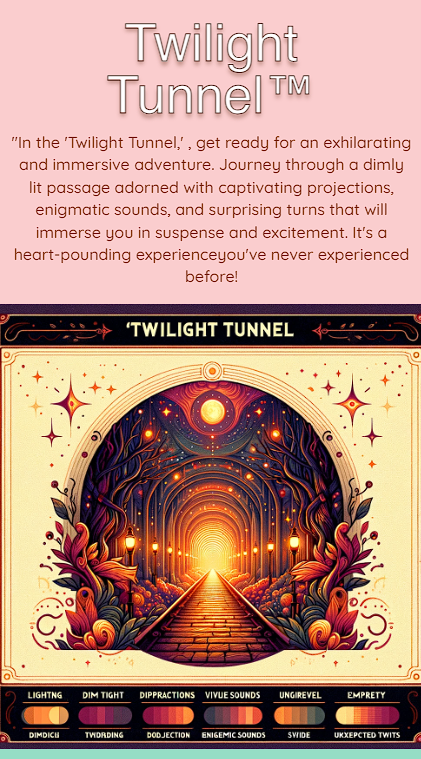 Twilight
Tunnel™
"In the 'Twilight Tunnel,' , get ready for an exhilarating
and immersive adventure. Journey through a dimly
lit passage adorned with captivating projections,
enigmatic sounds, and surprising turns that will
immerse you in suspense and excitement. It's a
heart-pounding experienceyou've never experienced
before!
'TWILIGHT TUNNEL
LIGHTNG DIM TIGHT DIPPRACTIONS VIVUE SOUNDS UNGIREVEL EMPRETY
DIMDICII TWDRDING DODJECTION ENIGEMIC SOUNDS SWIDE UKXEPCTED TWITS